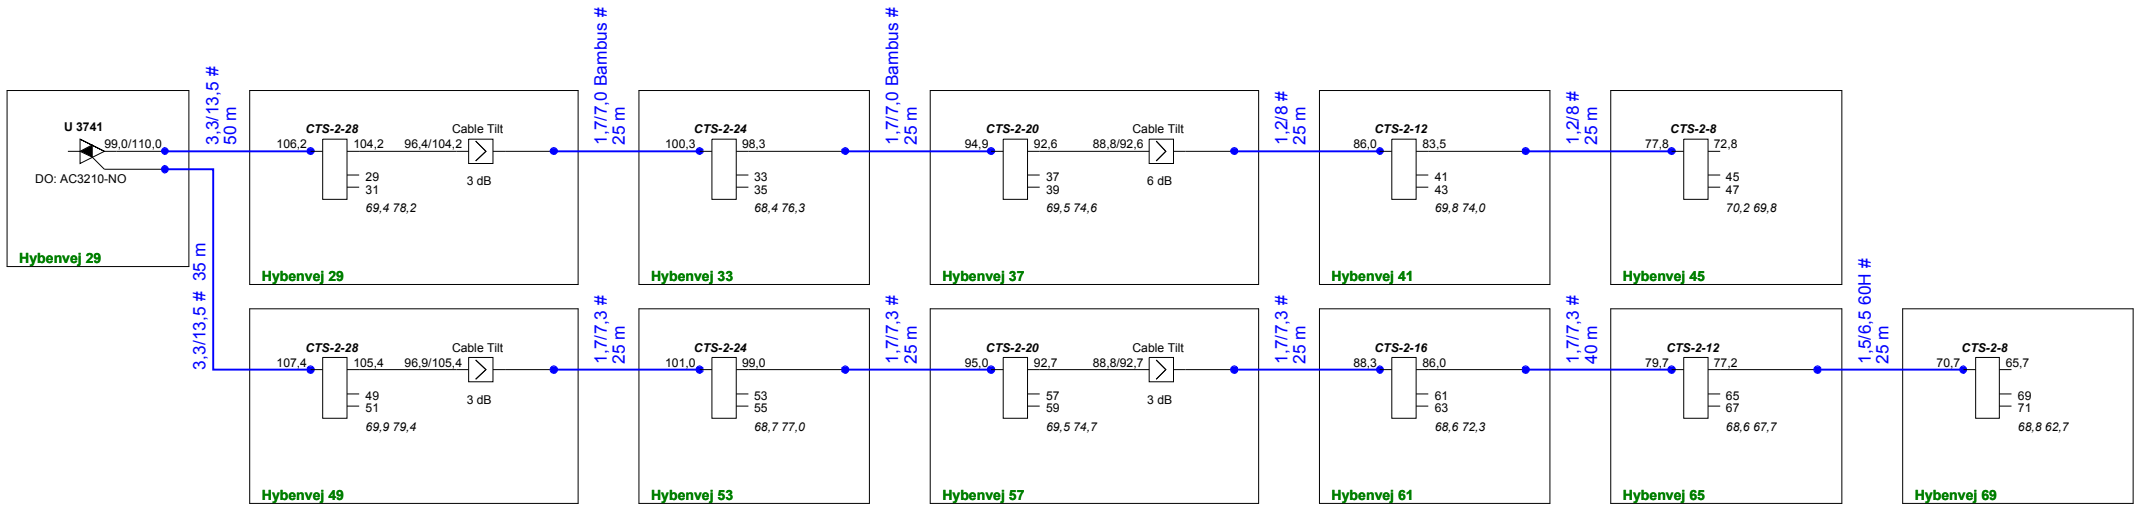 U 3741
99,0/110,0
DO: AC3210-NO
Hybenvej 29
3,3/13,5 #
50 m
CTS-2-28
106,2
104,2
96,4/104,2
Cable Tilt
3 dB
29
31
69,4 78,2
Hybenvej 29
1,7/7,0 Bambus #
25 m
CTS-2-24
100,3
98,3
33
35
68,4 76,3
Hybenvej 33
1,7/7,0 Bambus #
25 m
CTS-2-20
94,9
92,6
88,8/92,6
Cable Tilt
6 dB
37
39
69,5 74,6
Hybenvej 37
1,2/8 #
25 m
CTS-2-12
86,0
83,5
41
43
69,8 74,0
Hybenvej 41
1,2/8 #
25 m
CTS-2-8
77,8
72,8
45
47
70,2 69,8
Hybenvej 45
3,3/13,5 # 35 m
CTS-2-28
107,4
105,4
96,9/105,4
Cable Tilt
3 dB
49
51
69,9 79,4
Hybenvej 49
1,7/7,3 #
25 m
CTS-2-24
101,0
99,0
53
55
68,7 77,0
Hybenvej 53
1,7/7,3 #
25 m
CTS-2-20
95,0
92,7
88,8/92,7
Cable Tilt
3 dB
57
59
69,5 74,7
Hybenvej 57
1,7/7,3 #
25 m
CTS-2-16
88,3
86,0
61
63
68,6 72,3
Hybenvej 61
1,7/7,3 #
40 m
CTS-2-12
79,7
77,2
65
67
68,6 67,7
Hybenvej 65
1,5/6,5 60H #
25 m
CTS-2-8
70,7
65,7
69
71
68,8 62,7
Hybenvej 69